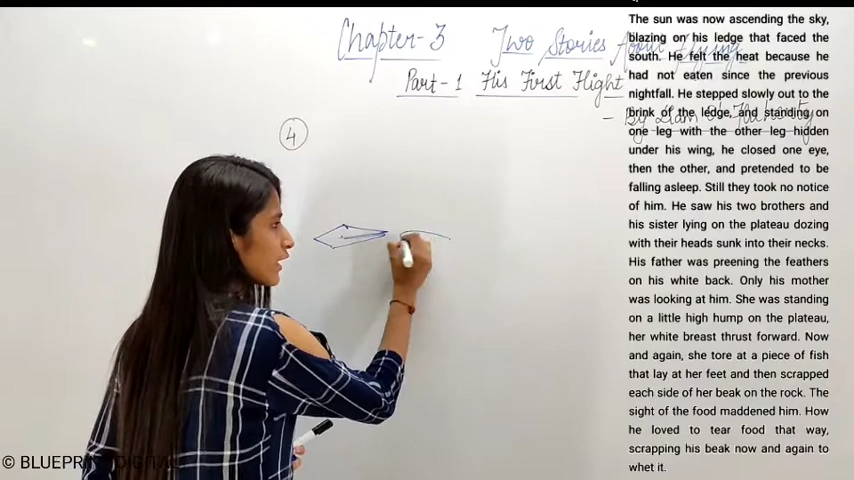 Chapter-3 Two Stories About Flying
Part-1 His First Flight
- By Liam O'Flaherty
4
The sun was now ascending the sky,
blazing on his ledge that faced the
south. He felt the heat because he
had not eaten since the previous
nightfall. He stepped slowly out to the
brink of the ledge, and standing on
one leg with the other leg hidden
under his wing, he closed one eye,
then the other, and pretended to be
falling asleep. Still they took no notice
of him. He saw his two brothers and
his sister lying on the plateau dozing
with their heads sunk into their necks.
His father was preening the feathers
on his white back. Only his mother
was looking at him. She was standing
on a little high hump on the plateau,
her white breast thrust forward. Now
and again, she tore at a piece of fish
that lay at her feet and then scrapped
each side of her beak on the rock. The
sight of the food maddened him. How
he loved to tear food that way,
scrapping his beak now and again to
whet it.
© BLUEPRINT DIGITAL